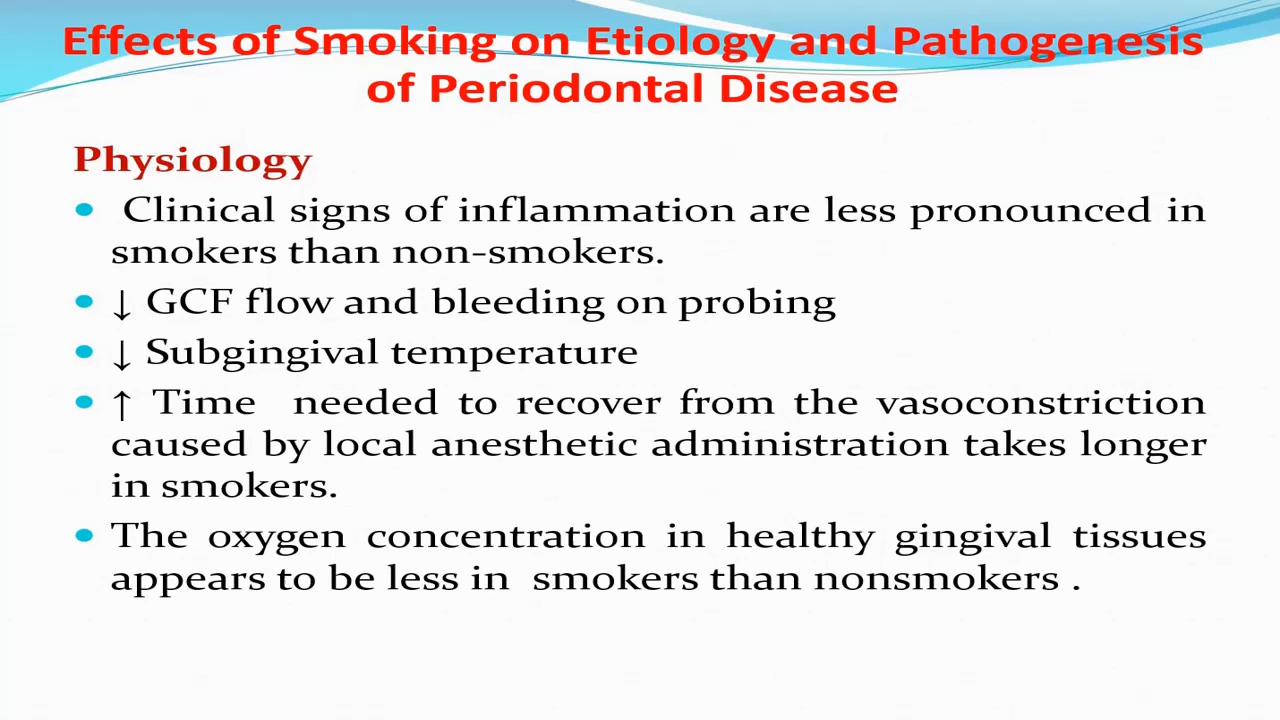 Effects of Smoking on Etiology and Pathogenesis
of Periodontal Disease
Physiology
• Clinical signs of inflammation are less pronounced in
smokers than non-smokers.
• ↓ GCF flow and bleeding on probing
• ↓ Subgingival temperature
• ↑ Time needed to recover from the vasoconstriction
caused by local anesthetic administration takes longer
in smokers.
• The oxygen concentration in healthy gingival tissues
appears to be less in smokers than nonsmokers .